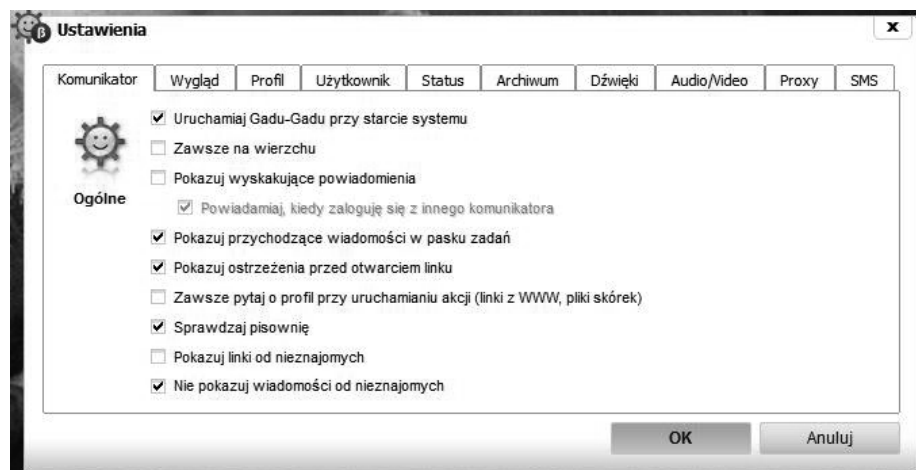 β Ustawienia x
Komunikator Wygląd Profil Użytkownik Status Archiwum Dźwięki Audio/Video Proxy SMS
Uruchamiaj Gadu-Gadu przy starcie systemu
Zawsze na wierzchu
Pokazuj wyskakujące powiadomienia
Ogólne
Powiadamiaj, kiedy zaloguję się z innego komunikatora
Pokazuj przychodzące wiadomości w pasku zadań
Pokazuj ostrzeżenia przed otwarciem linku
Zawsze pytaj o profil przy uruchamianiu akcji (linki z WWW, pliki skórek)
Sprawdzaj pisownię
Pokazuj linki od nieznajomych
Nie pokazuj wiadomości od nieznajomych
OK Anuluj